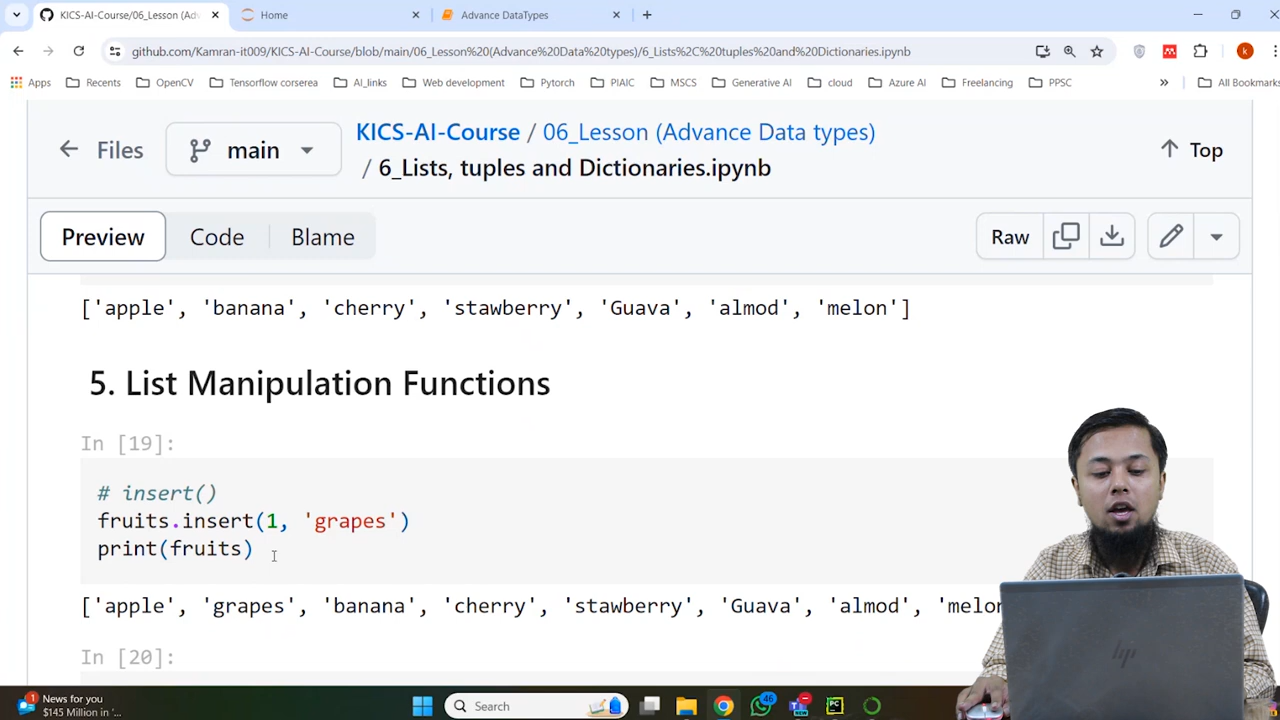 KICS-AI-Course/06_Lesson (Adv
Home
Advance DataTypes
github.com/Kamran-it009/KICS-AI-Course/blob/main/06_Lesson%20(Advance%20Data%20types)/6_Lists%2C%20tuples%20and%20Dictionaries.ipynb
k
Apps Recents OpenCV Tensorflow corserea AI_links Web development Pytorch PIAIC MSCS Generative AI cloud Azure AI Freelancing PPSC » All Bookmarks
Files main KICS-AI-Course / 06_Lesson (Advance Data types)
/ 6_Lists, tuples and Dictionaries.ipynb
Top
Preview Code Blame Raw
['apple', 'banana', 'cherry', 'stawberry', 'Guava', 'almod', 'melon']
5. List Manipulation Functions
In [19]:
# insert()
fruits.insert(1, 'grapes')
print(fruits)
['apple', 'grapes', 'banana', 'cherry', 'stawberry', 'Guava', 'almod', 'melon
In [20]:
hp
1
News for you
$145 Million in '...
Search
46
NEW
PC